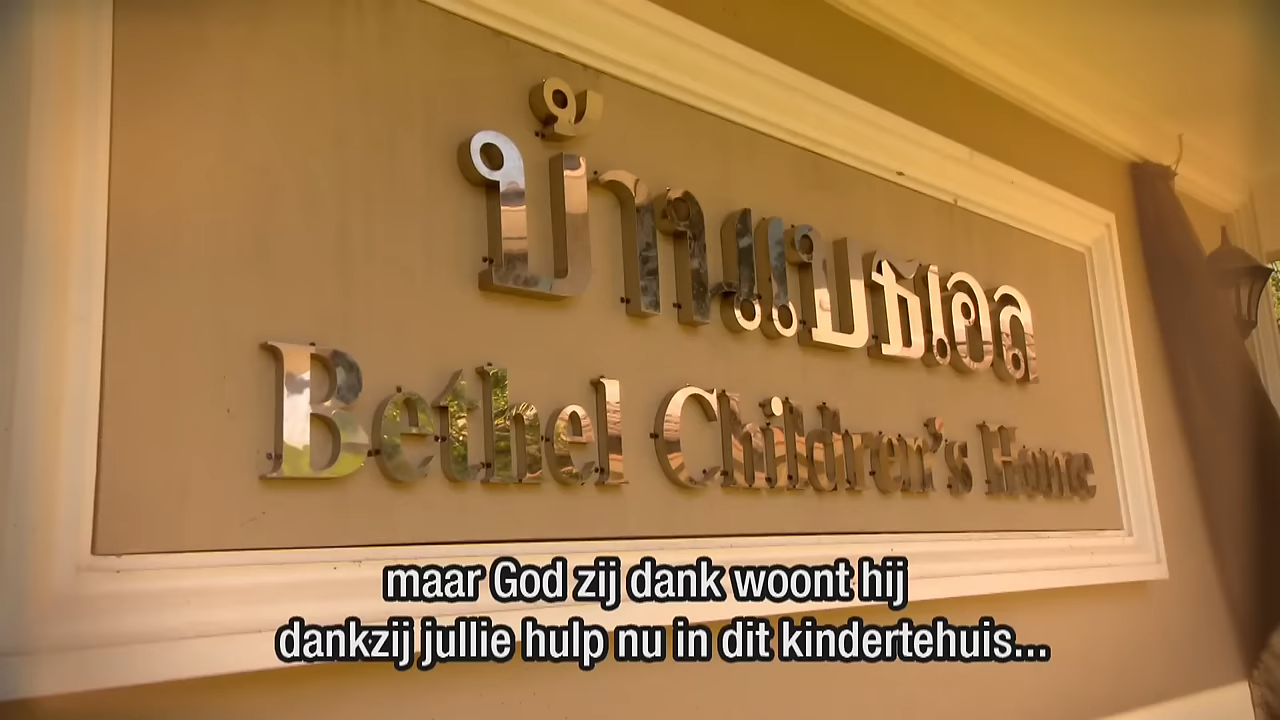 บ้านเบธเอล
Bethel Children's Home
maar God zij dank woont hij
dankzij jullie hulp nu in dit kindertehuis...